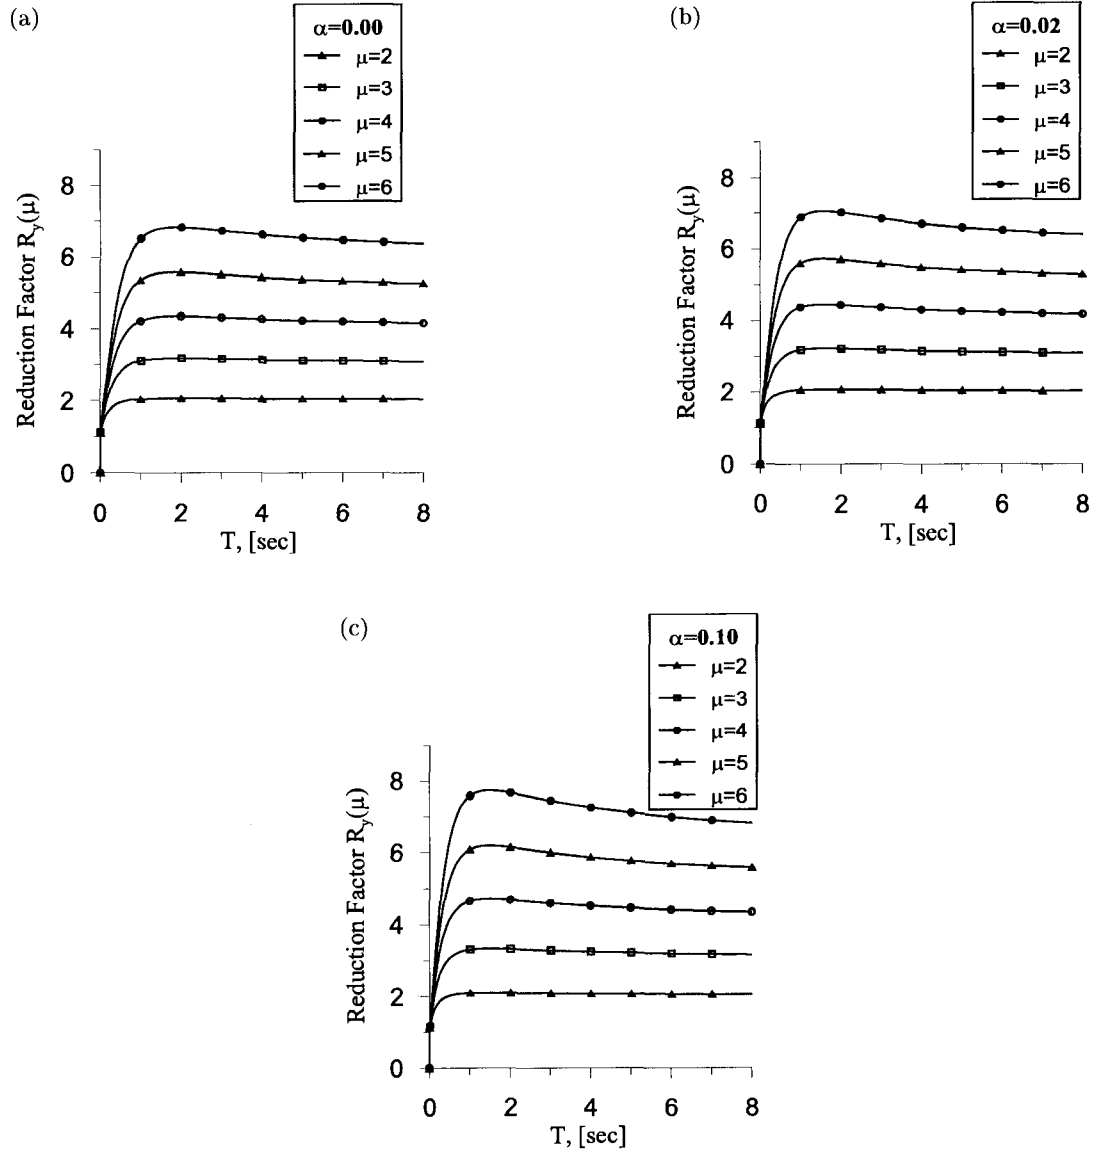 (a)
α=0.00
μ=2
μ=3
μ=4
μ=5
μ=6
Reduction Factor R_y(μ)
8
6
4
2
0
0 2 4 6 8
T, [sec]
(b)
α=0.02
μ=2
μ=3
μ=4
μ=5
μ=6
Reduction Factor R_y(μ)
8
6
4
2
0
0 2 4 6 8
T, [sec]
(c)
α=0.10
μ=2
μ=3
μ=4
μ=5
μ=6
Reduction Factor R_y(μ)
8
6
4
2
0
0 2 4 6 8
T, [sec]